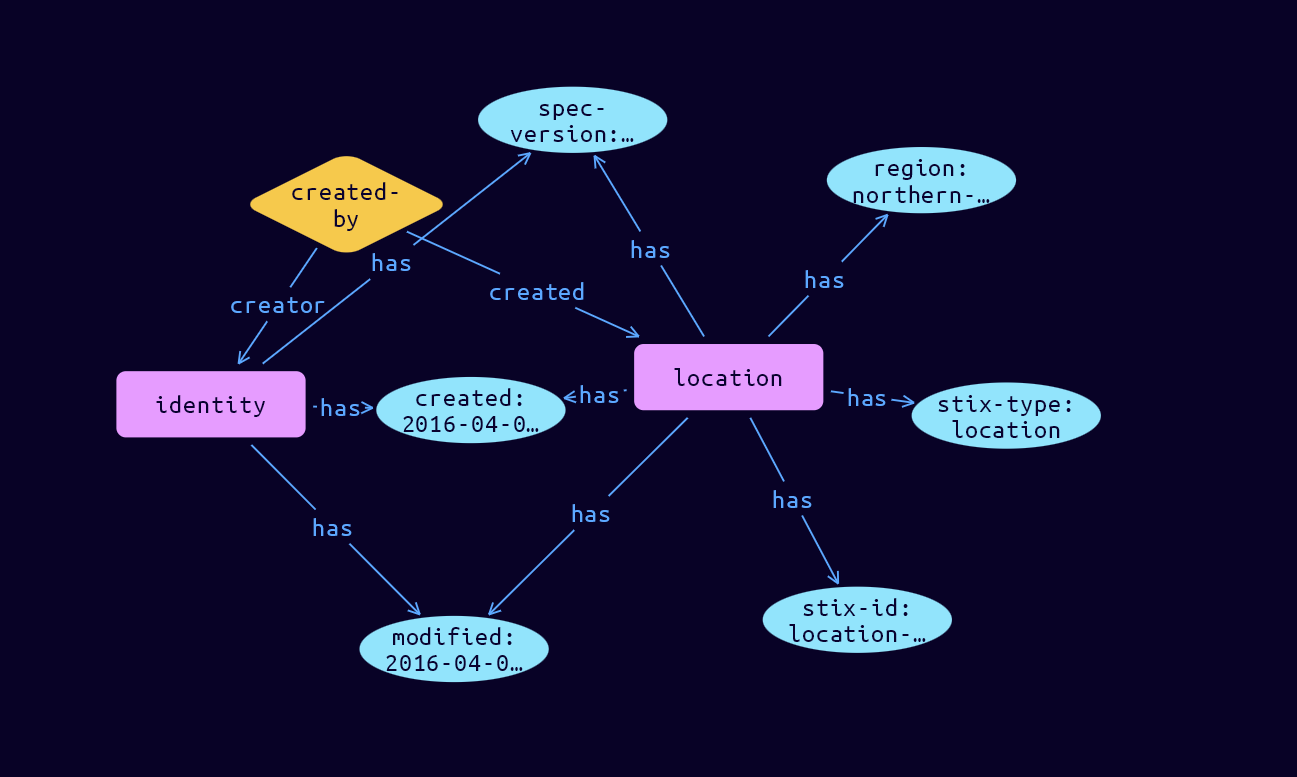 spec-
version:…
region:
northern-…
created-
by
has
has
has
creator
created
location
identity
has
created:
2016-04-0…
has
has
stix-type:
location
has
has
has
stix-id:
location-…
modified:
2016-04-0…